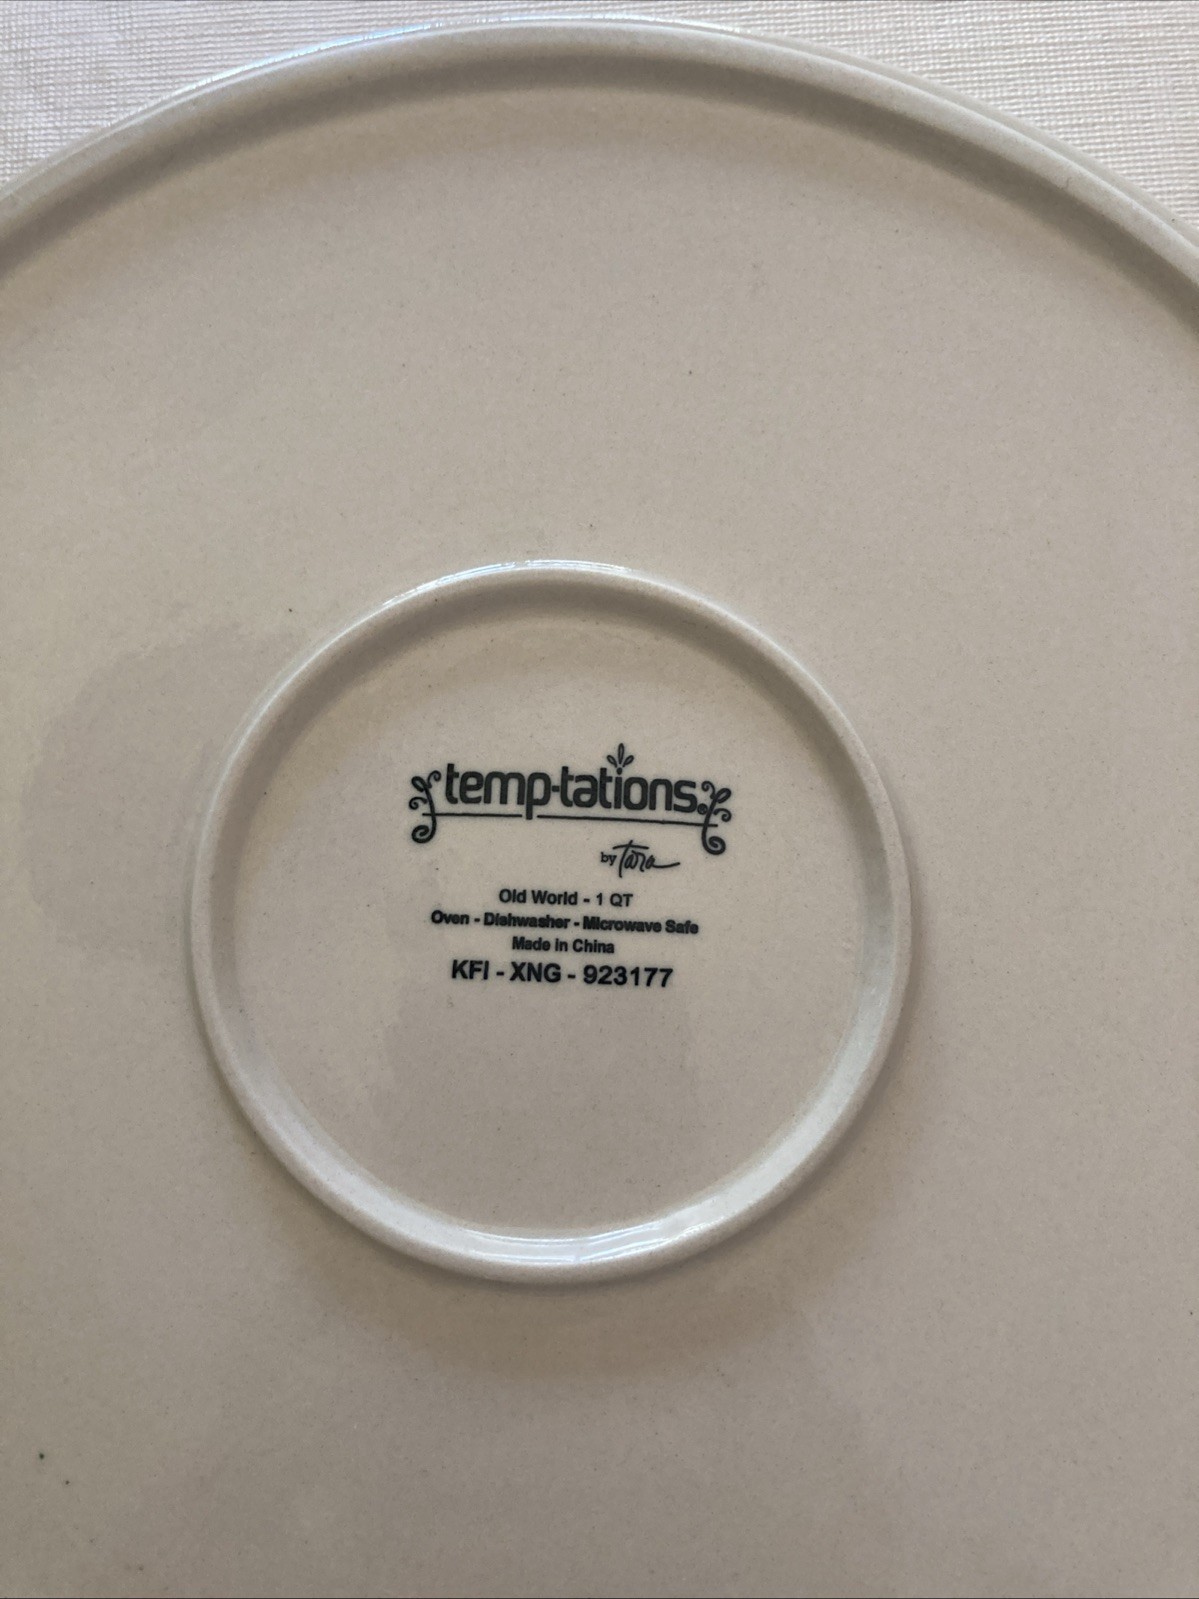 temp-tations
by Tara
Old World - 1 QT
Oven - Dishwasher - Microwave Safe
Made in China
KFI - XNG - 923177